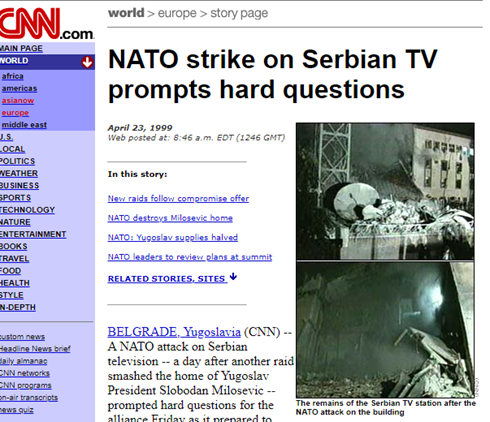 CNN.com
MAIN PAGE
WORLD
africa
americas
asianow
europe
middle east
U.S.
LOCAL
POLITICS
WEATHER
BUSINESS
SPORTS
TECHNOLOGY
NATURE
ENTERTAINMENT
BOOKS
TRAVEL
FOOD
HEALTH
STYLE
IN-DEPTH
custom news
Headline News brief
daily almanac
CNN networks
CNN programs
on-air transcripts
news quiz
world > europe > story page
NATO strike on Serbian TV
prompts hard questions
April 23, 1999
Web posted at: 8:46 a.m. EDT (1246 GMT)
In this story:
New raids follow compromise offer
NATO destroys Milosevic home
NATO: Yugoslav supplies halved
NATO leaders to review plans at summit
RELATED STORIES, SITES
BELGRADE, Yugoslavia (CNN) --
A NATO attack on Serbian
television -- a day after another raid
smashed the home of Yugoslav
President Slobodan Milosevic --
prompted hard questions for the
alliance Friday as it prepared to
The remains of the Serbian TV station after the
NATO attack on the building